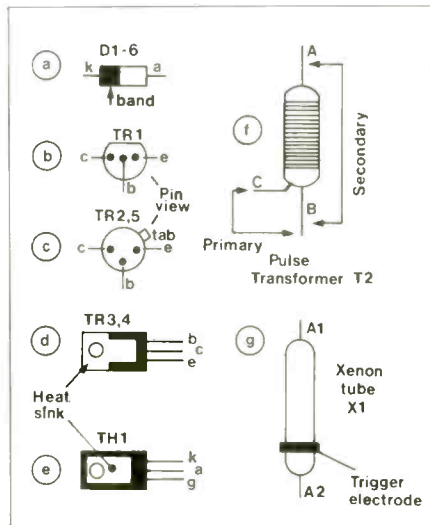 a
D1-6
k
a
band
b
TR1
c
e
b
Pin
view
c
TR2,5
tab
c
e
b
d
TR3,4
b
c
e
Heat
sink
e
TH1
k
a
g
f
A
Secondary
C
B
Primary
Pulse
Transformer T2
g
A1
Xenon
tube
X1
A2
Trigger
electrode